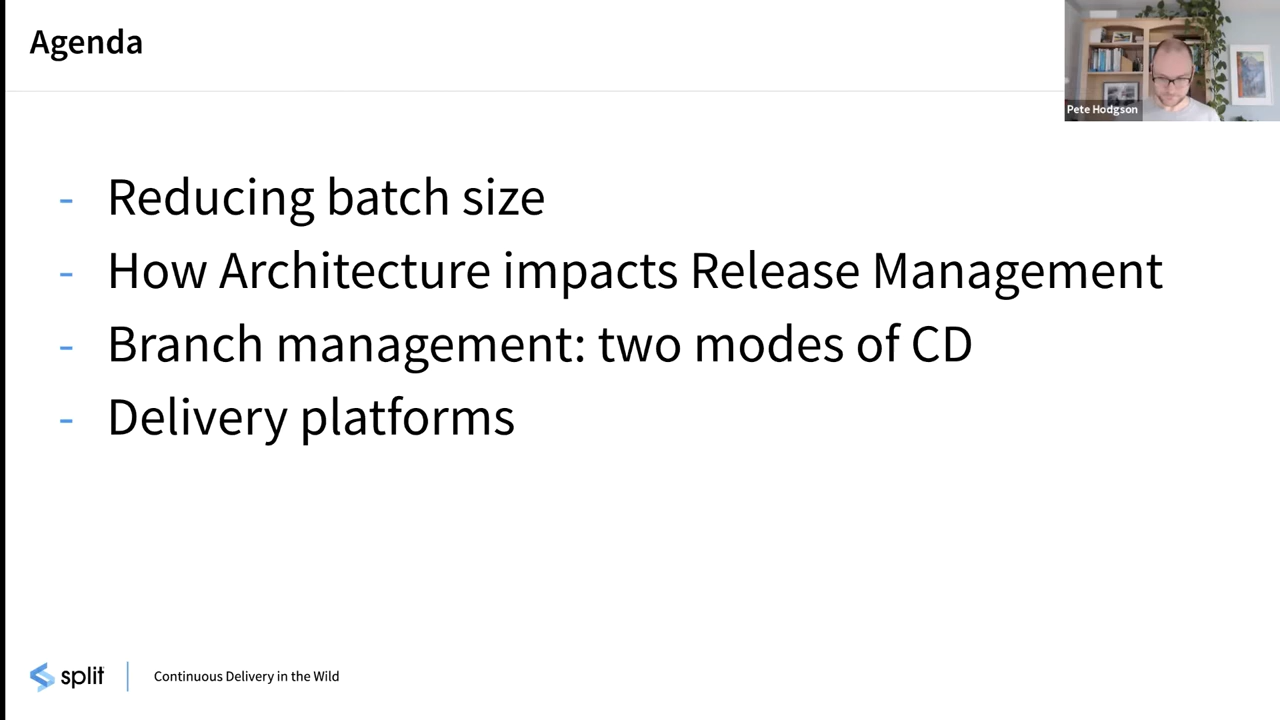 Agenda
Pete Hodgson
- Reducing batch size
- How Architecture impacts Release Management
- Branch management: two modes of CD
- Delivery platforms
split
Continuous Delivery in the Wild